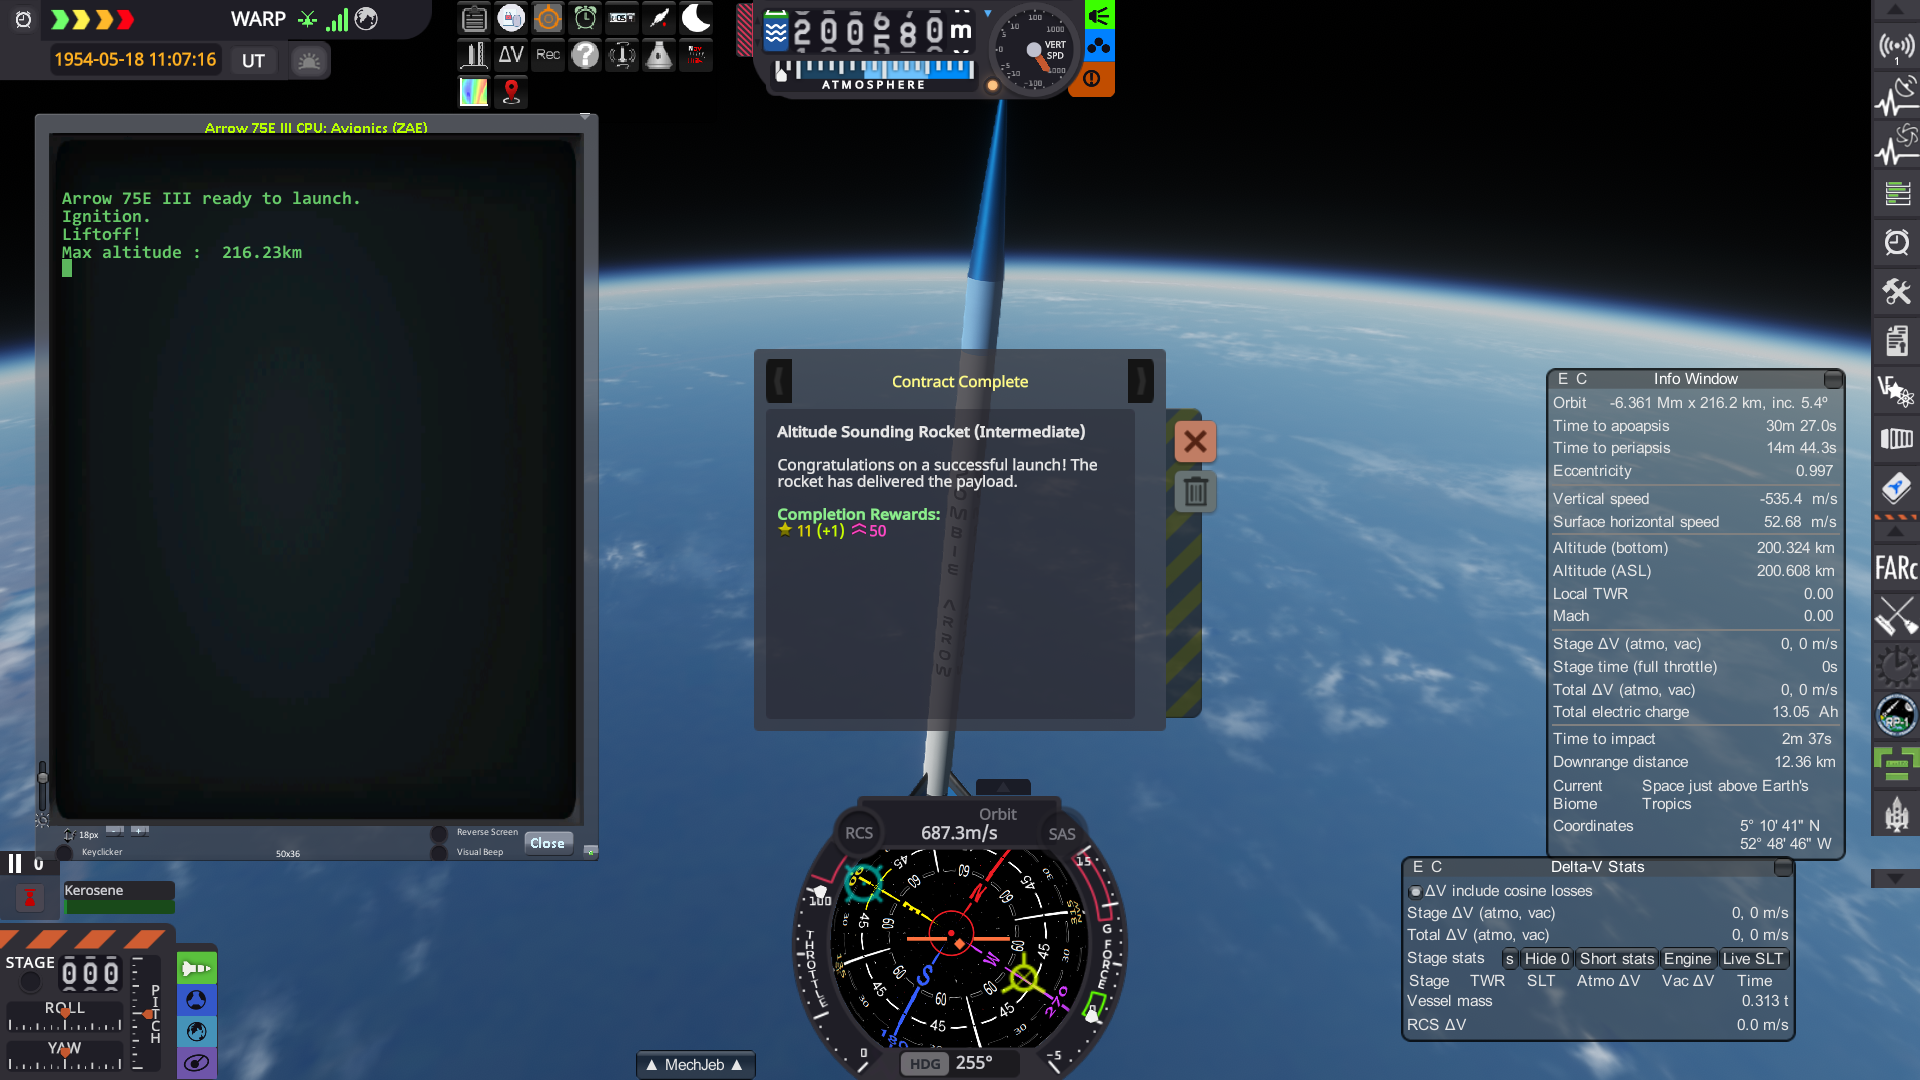 WARP
1954-05-18 11:07:16
UT
ΔV
Rec
200580 m
ATMOSPHERE
VERT
SPD
Arrow 75E III CPU: Avionics (ZAE)
Arrow 75E III ready to launch.
Ignition.
Liftoff!
Max altitude :  216.23km
18px
Keyclicker
50x36
Reverse Screen
Visual Beep
Close
Contract Complete
Altitude Sounding Rocket (Intermediate)
Congratulations on a successful launch! The
rocket has delivered the payload.
Completion Rewards:
11 (+1) 50
E C Info Window
Orbit -6.361 Mm x 216.2 km, inc. 5.4º
Time to apoapsis 30m 27.0s
Time to periapsis 14m 44.3s
Eccentricity 0.997
Vertical speed -535.4 m/s
Surface horizontal speed 52.68 m/s
Altitude (bottom) 200.324 km
Altitude (ASL) 200.608 km
Local TWR 0.00
Mach 0.00
Stage ΔV (atmo, vac) 0, 0 m/s
Stage time (full throttle) 0s
Total ΔV (atmo, vac) 0, 0 m/s
Total electric charge 13.05 Ah
Time to impact 2m 37s
Downrange distance 12.36 km
Current Space just above Earth's
Biome Tropics
Coordinates 5° 10' 41" N
52° 48' 46" W
E C Delta-V Stats
ΔV include cosine losses
Stage ΔV (atmo, vac) 0, 0 m/s
Total ΔV (atmo, vac) 0, 0 m/s
Stage stats s Hide 0 Short stats Engine Live SLT
Stage TWR SLT Atmo ΔV Vac ΔV Time
Vessel mass 0.313 t
RCS ΔV 0.0 m/s
FARc
RP-1
1
0
Kerosene
STAGE 000
ROLL
YAW
PITCH
Orbit
RCS 687.3m/s SAS
THROTTLE
100
0
G FORCE
15
-5
HDG 255°
▲ MechJeb ▲